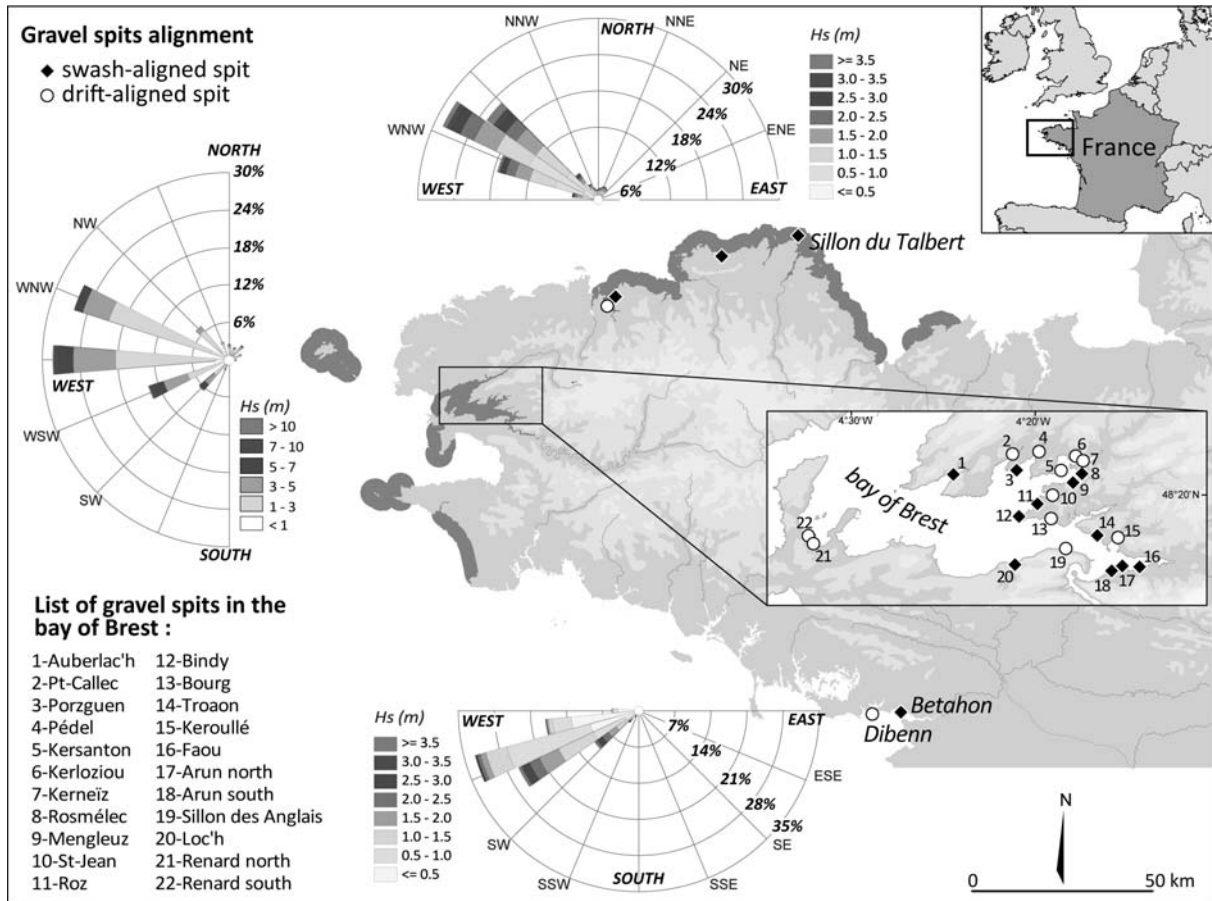 Gravel spits alignment
swash-aligned spit
drift-aligned spit
NNW
NORTH
NNE
NE
30%
24%
ENE
18%
WNW
12%
WEST
6%
EAST
Hs (m)
>= 3.5
3.0 - 3.5
2.5 - 3.0
2.0 - 2.5
1.5 - 2.0
1.0 - 1.5
0.5 - 1.0
<= 0.5
France
NORTH
30%
24%
NW
18%
12%
WNW
6%
WEST
WSW
SW
SOUTH
Hs (m)
> 10
7 - 10
5 - 7
3 - 5
1 - 3
< 1
Sillon du Talbert
4°30'W
4°20'W
48°20'N
bay of Brest
1
2
3
4
5
6
7
8
9
10
11
12
13
14
15
16
17
18
19
20
21
22
Betahon
Dibenn
List of gravel spits in the
bay of Brest :
1-Auberlac'h
2-Pt-Callec
3-Porzguen
4-Pédel
5-Kersanton
6-Kerloziou
7-Kerneïz
8-Rosmélec
9-Mengleuz
10-St-Jean
11-Roz
12-Bindy
13-Bourg
14-Troaon
15-Keroullé
16-Faou
17-Arun north
18-Arun south
19-Sillon des Anglais
20-Loc'h
21-Renard north
22-Renard south
Hs (m)
>= 3.5
3.0 - 3.5
2.5 - 3.0
2.0 - 2.5
1.5 - 2.0
1.0 - 1.5
0.5 - 1.0
<= 0.5
WEST
EAST
7%
14%
ESE
21%
28%
35%
SW
SE
SSW
SOUTH
SSE
N
0
50 km